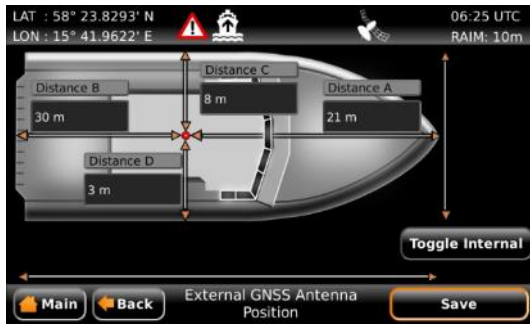 LAT : 58° 23.8293' N
LON : 15° 41.9622' E
06:25 UTC
RAIM: 10m
Distance C
8 m
Distance B
30 m
Distance A
21 m
Distance D
3 m
Toggle Internal
Main
Back
External GNSS Antenna
Position
Save